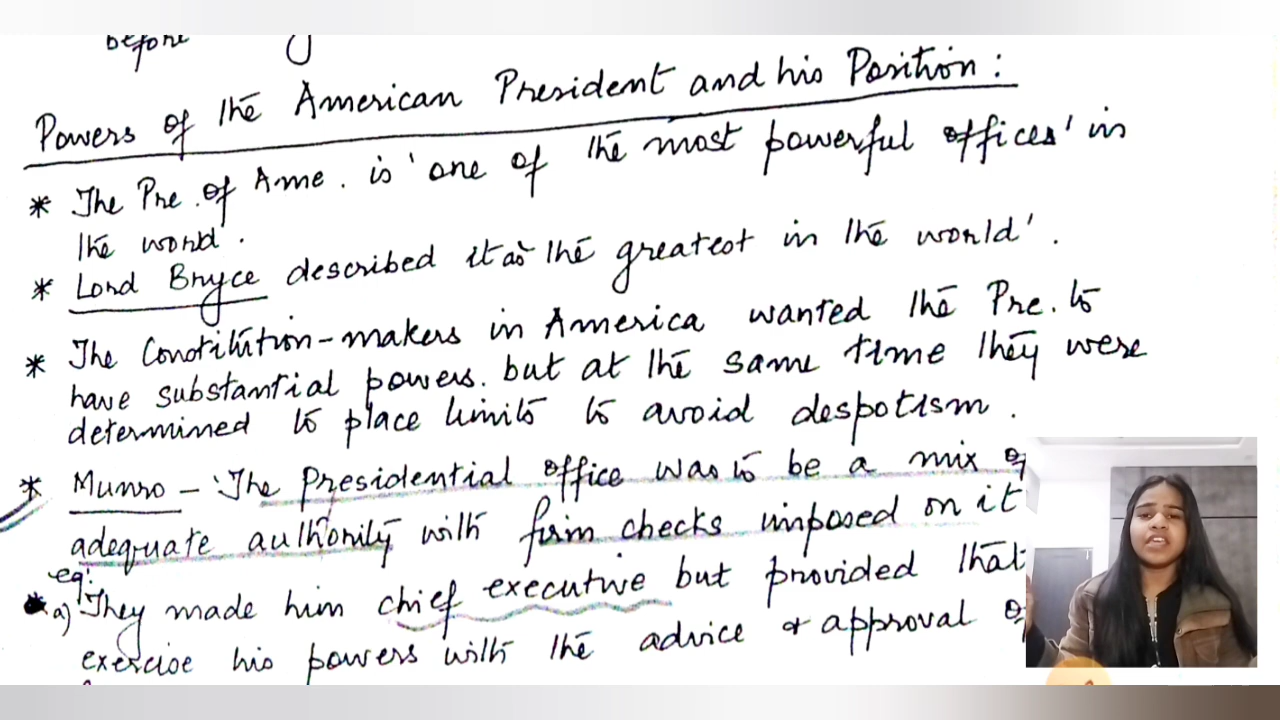 before
Powers of the American President and his Position :
* The Pre. of Ame. is 'one of the most powerful offices' in
the world.
* Lord Bryce described it as 'the greatest in the world'.
* The Constitution-makers in America wanted the Pre. to
have substantial powers. but at the same time they were
determined to place limits to avoid despotism.
* Munro - 'The Presidential office was to be a mix of
adequate authority with firm checks imposed on it
eg:
a) They made him chief executive but provided that
exercise his powers with the advice & approval of